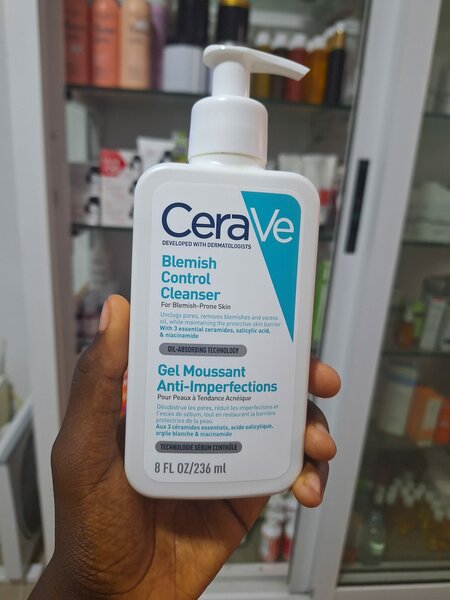 CeraVe
DEVELOPED WITH DERMATOLOGISTS
Blemish
Control
Cleanser
For Blemish-Prone Skin
Unclogs pores, removes blemishes and excess
oil, while maintaining the protective skin barrier
With 3 essential ceramides, salicylic acid,
& niacinamide
OIL-ABSORBING TECHNOLOGY
Gel Moussant
Anti-Imperfections
Pour Peaux à Tendance Acnéique
Désobstrue les pores, réduit les imperfections et
l'excès de sébum, tout en restaurant la barrière
protectrice de la peau
Aux 3 céramides essentiels, acide salicylique,
argile blanche & niacinamide
TECHNOLOGIE SÉBUM CONTRÔLE
8 FL OZ/236 ml